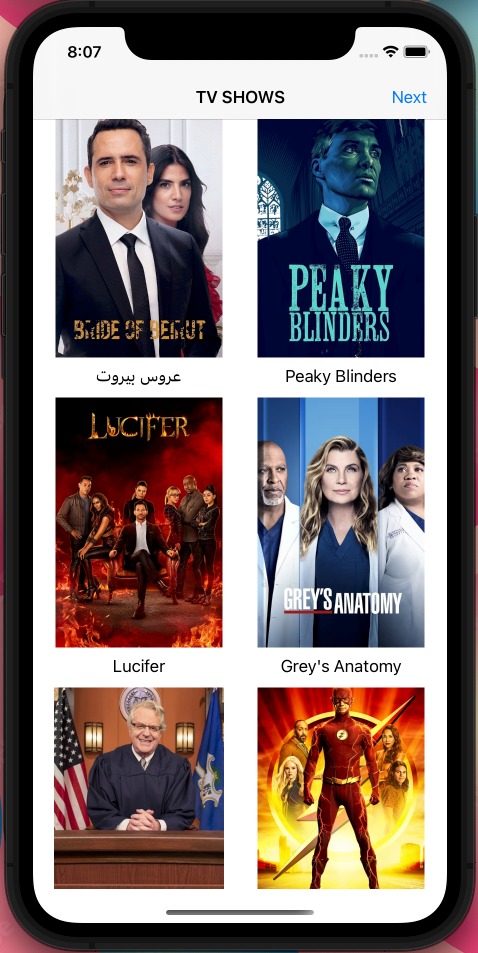 8:07
TV SHOWS
Next
BRIDE OF BEIRUT
PEAKY
BLINDERS
عروس بيروت
Peaky Blinders
LUCIFER
GREY'S ANATOMY
Lucifer
Grey's Anatomy